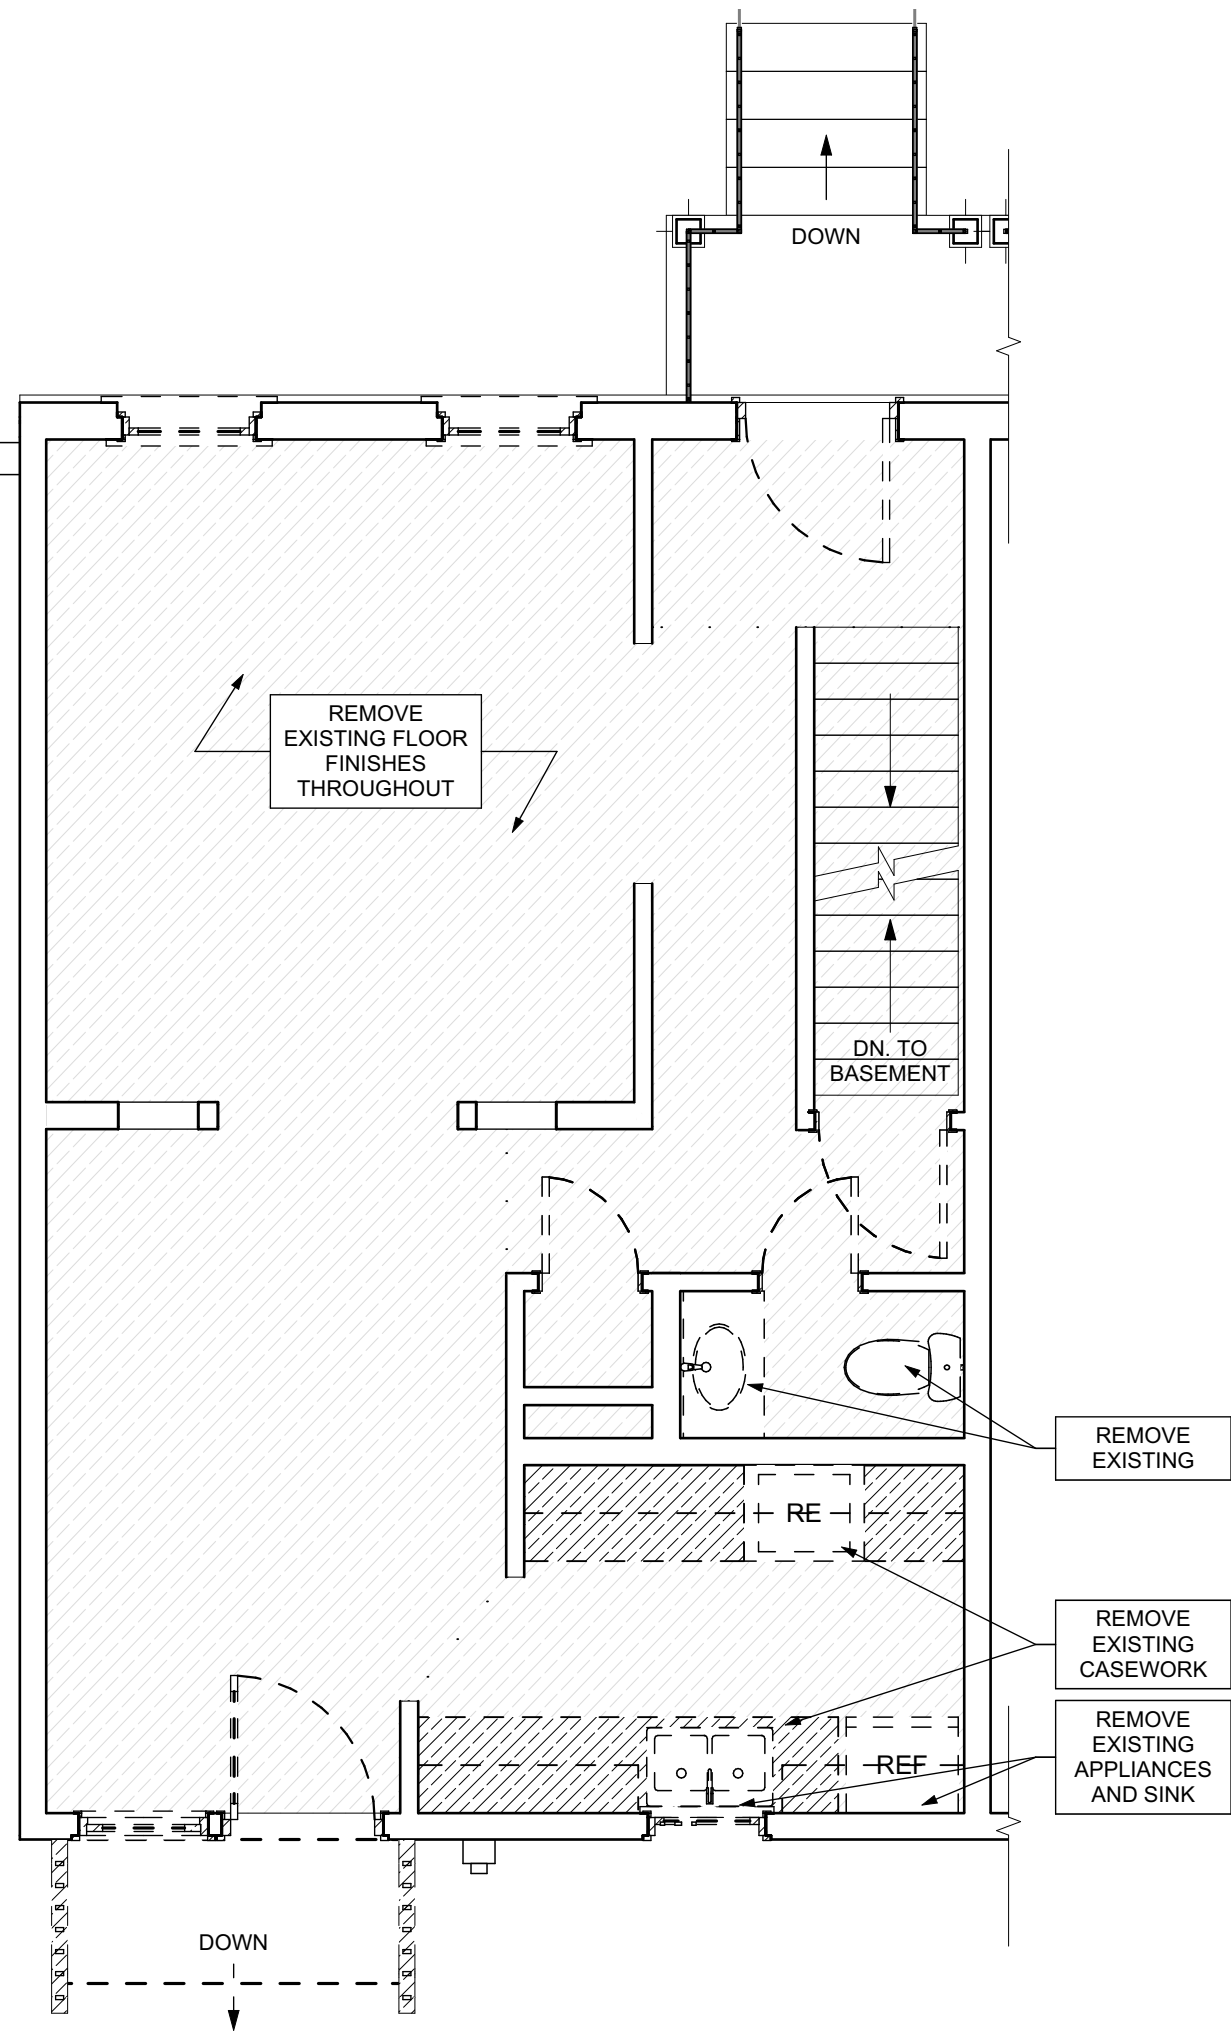 DOWN
REMOVE
EXISTING FLOOR
FINISHES
THROUGHOUT
DN. TO
BASEMENT
REMOVE
EXISTING
RE
REMOVE
EXISTING
CASEWORK
REMOVE
EXISTING
APPLIANCES
AND SINK
REF
DOWN